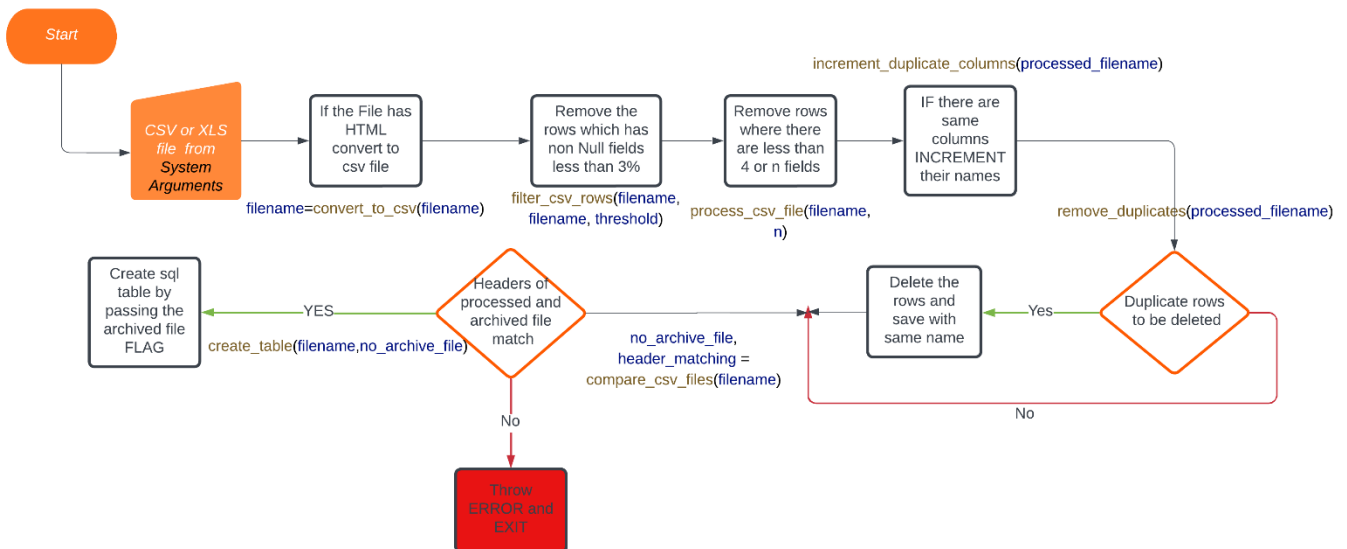 Start
increment_duplicate_columns(processed_filename)
CSV or XLS
file from
System
Arguments
If the File has
HTML
convert to
csv file
Remove the
rows which has
non Null fields
less than 3%
Remove rows
where there
are less than
4 or n fields
IF there are
same
columns
INCREMENT
their names
filename=convert_to_csv(filename)
filter_csv_rows(filename,
filename, threshold)
process_csv_file(filename,
n)
remove_duplicates(processed_filename)
Create sql
table by
passing the
archived file
FLAG
YES
create_table(filename,no_archive_file)
Headers of
processed and
archived file
match
no_archive_file,
header_matching =
compare_csv_files(filename)
Delete the
rows and
save with
same name
Yes
Duplicate rows
to be deleted
No
No
Throw
ERROR and
EXIT